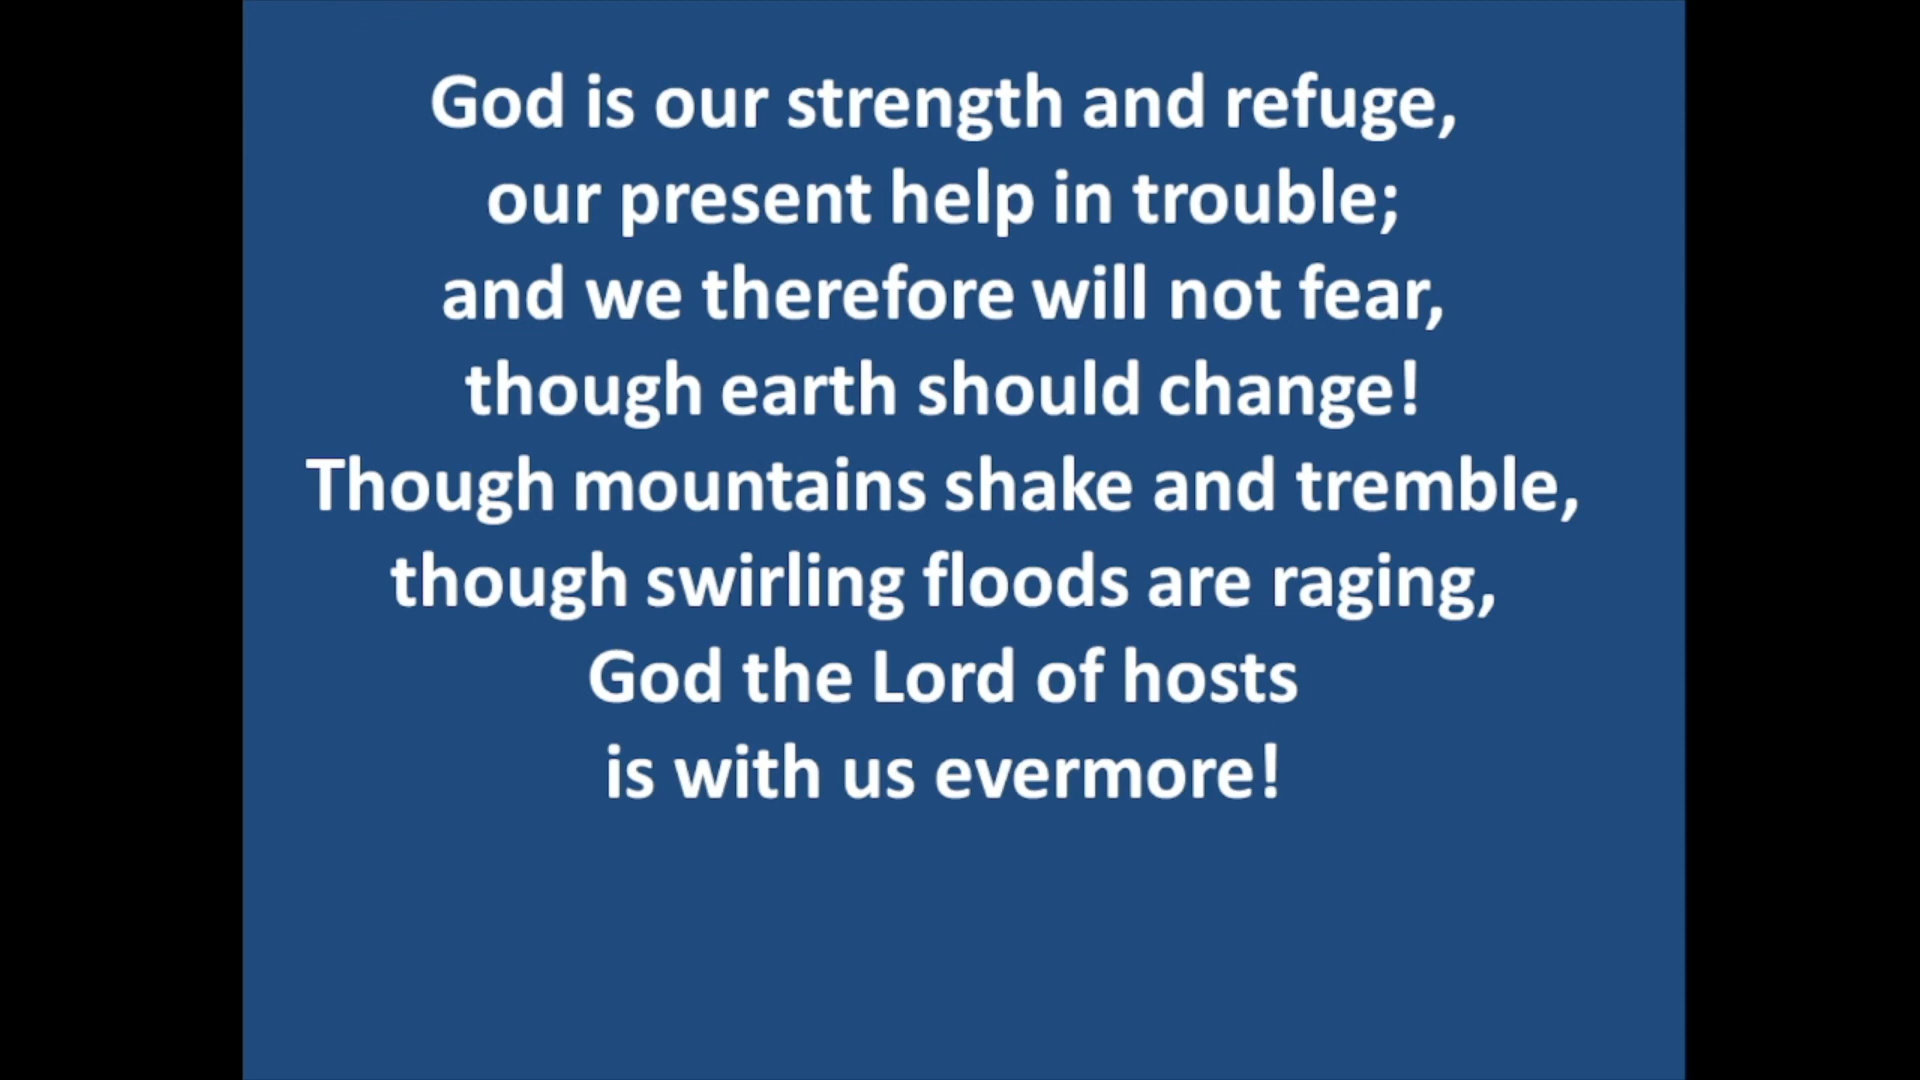 God is our strength and refuge,
our present help in trouble;
and we therefore will not fear,
though earth should change!
Though mountains shake and tremble,
though swirling floods are raging,
God the Lord of hosts
is with us evermore!